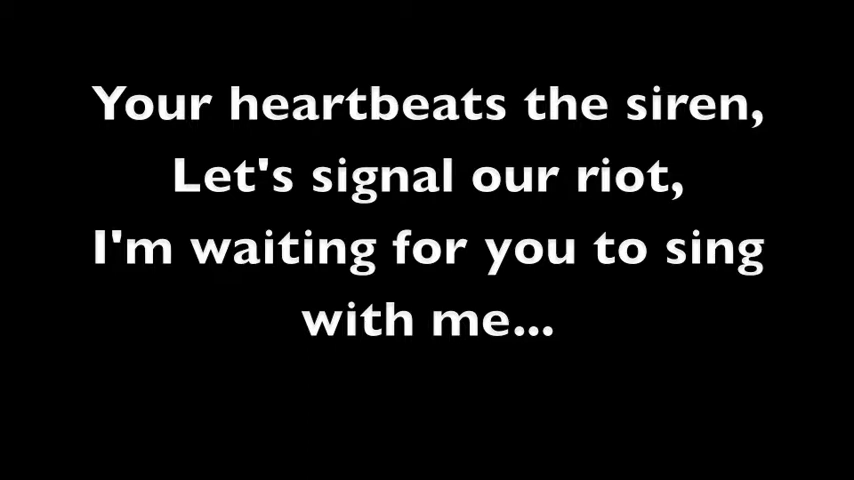 Your heartbeats the siren,
Let's signal our riot,
I'm waiting for you to sing
with me...